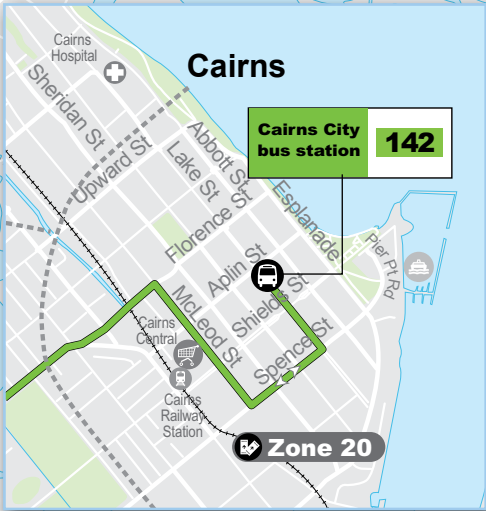 Cairns
Hospital
Cairns
Sheridan St
Cairns City
bus station
142
Abbott St
Lake St
Upward St
Esplanade
Florence St
Aplin St
Pier Pt Rd
Shields St
McLeod St
Cairns
Central
Spence St
Cairns
Railway
Station
Zone 20